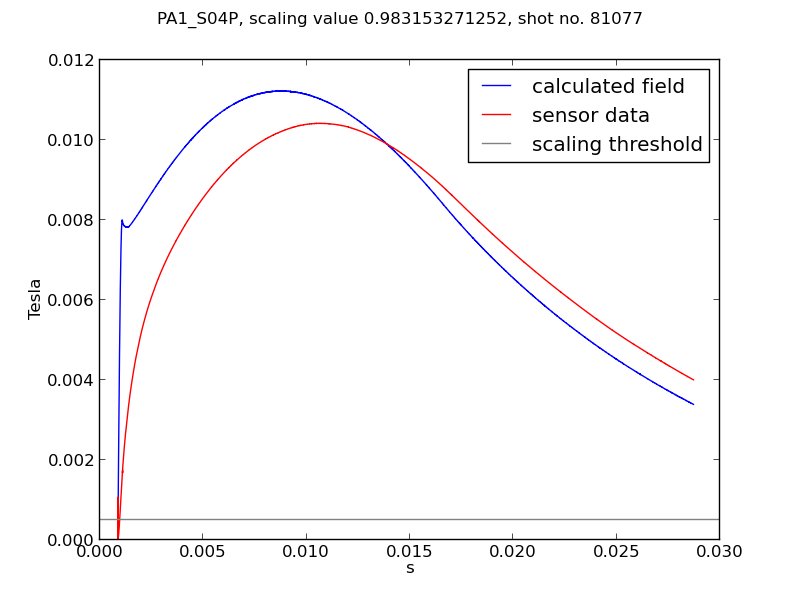 PA1_S04P, scaling value 0.983153271252, shot no. 81077
0.012
0.010
0.008
0.006
0.004
0.002
0.000
Tesla
calculated field
sensor data
scaling threshold
0.000 0.005 0.010 0.015 0.020 0.025 0.030
s